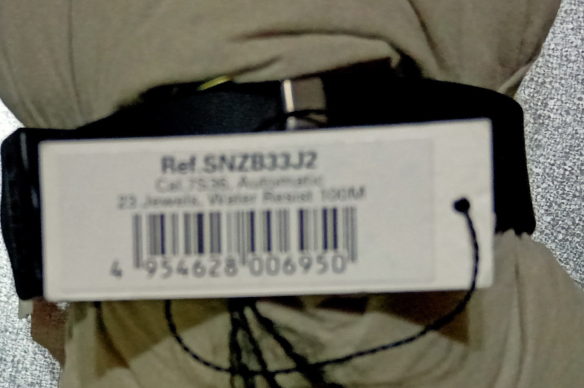 Ref.SNZB33J2
Cal.7S36, Automatic
23 Jewels, Water Resist 100M
4 954628 006950